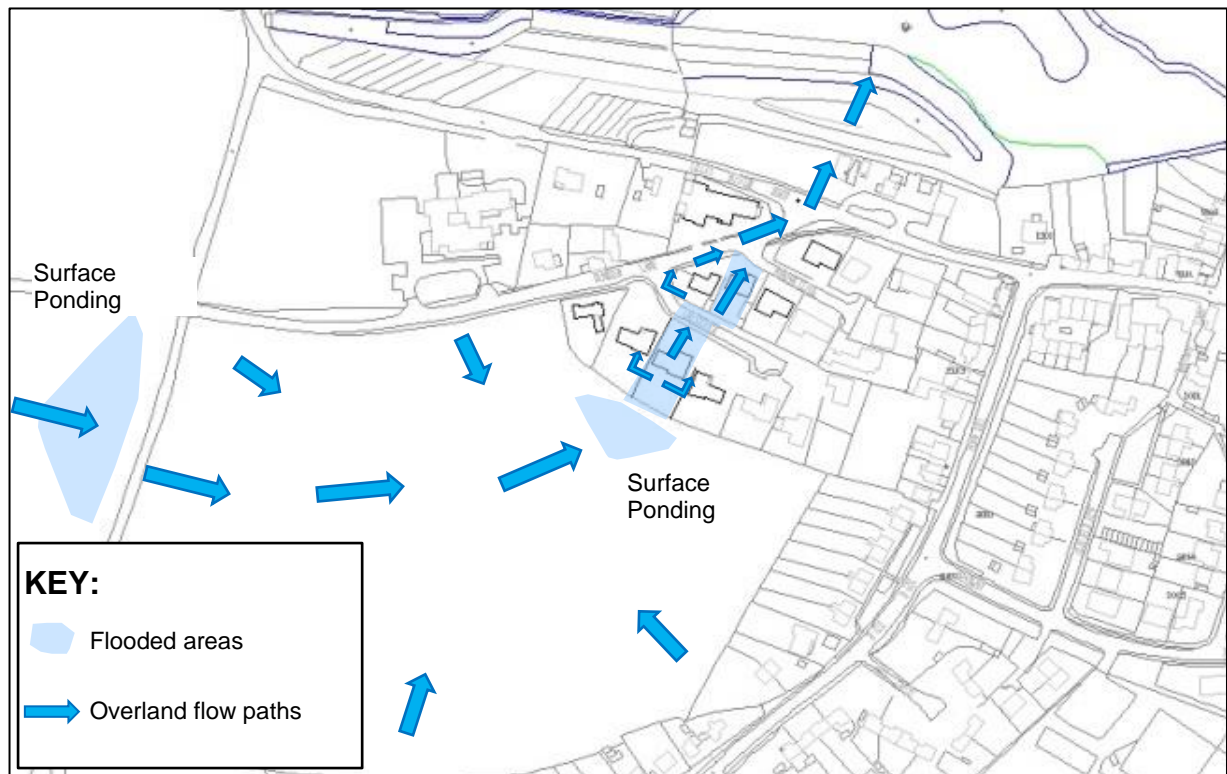 Surface
Ponding
Surface
Ponding
KEY:
Flooded areas
Overland flow paths